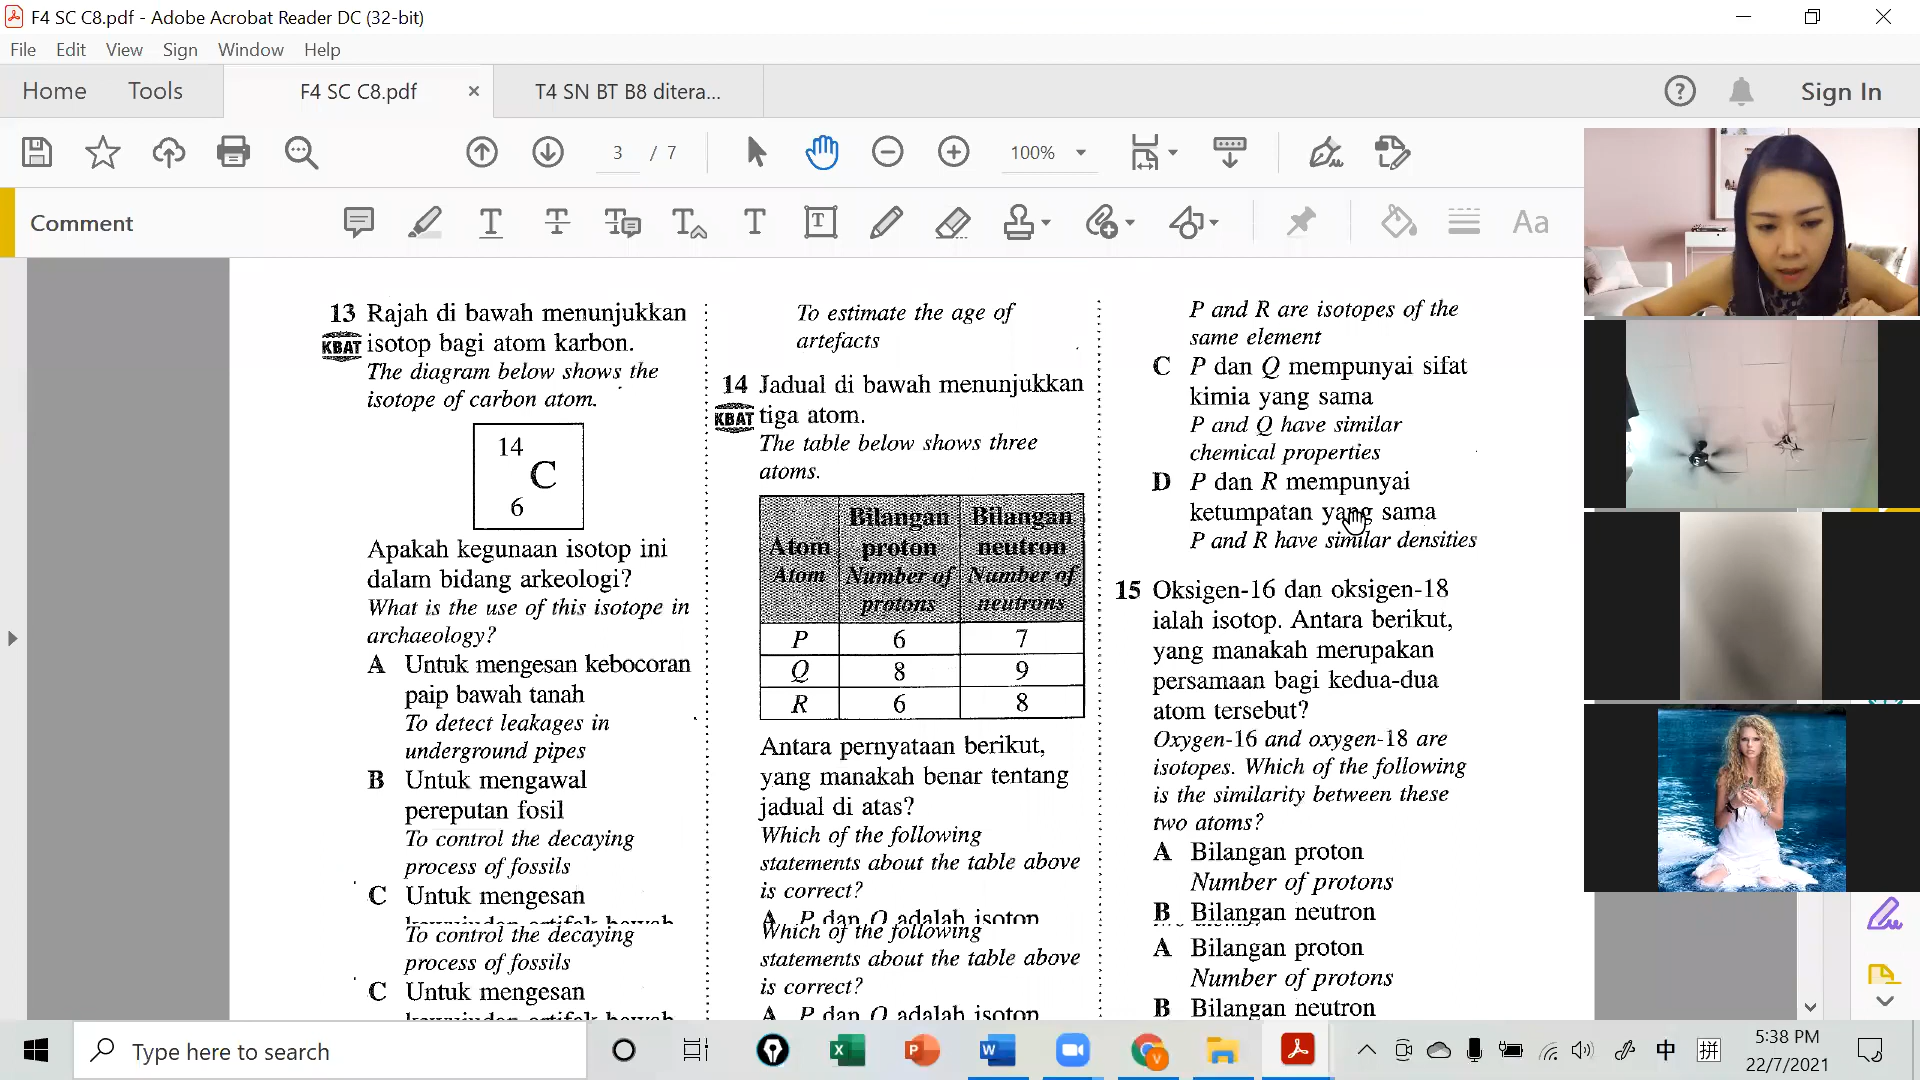 F4 SC C8.pdf - Adobe Acrobat Reader DC (32-bit)
File Edit View Sign Window Help
Home Tools F4 SC C8.pdf × T4 SN BT B8 ditera... Sign In
3 / 7 100%
Comment
Aa
13 Rajah di bawah menunjukkan
KBAT isotop bagi atom karbon.
The diagram below shows the
isotope of carbon atom.
14
C
6
Apakah kegunaan isotop ini
dalam bidang arkeologi?
What is the use of this isotope in
archaeology?
A Untuk mengesan kebocoran
paip bawah tanah
To detect leakages in
underground pipes
B Untuk mengawal
pereputan fosil
To control the decaying
process of fossils
C Untuk mengesan
To control the decaying
process of fossils
C Untuk mengesan
To estimate the age of
artefacts
14 Jadual di bawah menunjukkan
KBAT tiga atom.
The table below shows three
atoms.
Atom
Atom
Bilangan
proton
Number of
protons
Bilangan
neutron
Number of
neutrons
P 6 7
Q 8 9
R 6 8
Antara pernyataan berikut,
yang manakah benar tentang
jadual di atas?
Which of the following
statements about the table above
is correct?
A P dan Q adalah isotop
Which of the following
statements about the table above
is correct?
A P dan Q adalah isotop
P and R are isotopes of the
same element
C P dan Q mempunyai sifat
kimia yang sama
P and Q have similar
chemical properties
D P dan R mempunyai
ketumpatan yang sama
P and R have similar densities
15 Oksigen-16 dan oksigen-18
ialah isotop. Antara berikut,
yang manakah merupakan
persamaan bagi kedua-dua
atom tersebut?
Oxygen-16 and oxygen-18 are
isotopes. Which of the following
is the similarity between these
two atoms?
A Bilangan proton
Number of protons
B Bilangan neutron
A Bilangan proton
Number of protons
B Bilangan neutron
Type here to search
中 拼
5:38 PM
22/7/2021